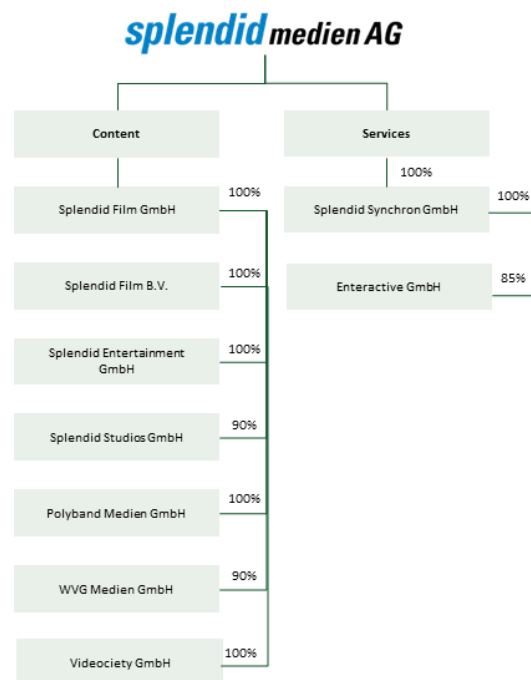 splendid medien AG
Content
Services
100%
100%
100%
Splendid Film GmbH
Splendid Synchron GmbH
100%
85%
Splendid Film B.V.
Enteractive GmbH
100%
Splendid Entertainment
GmbH
90%
Splendid Studios GmbH
100%
Polyband Medien GmbH
90%
WVG Medien GmbH
100%
Videociety GmbH